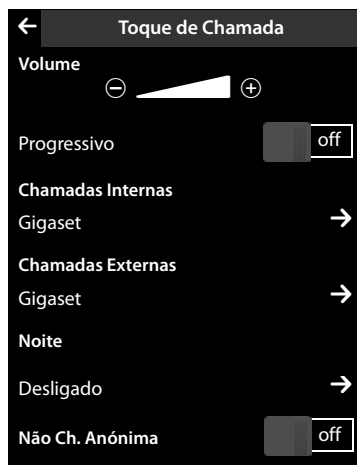 Toque de Chamada
Volume
Progressivo off
Chamadas Internas
Gigaset
Chamadas Externas
Gigaset
Noite
Desligado
Não Ch. Anónima off